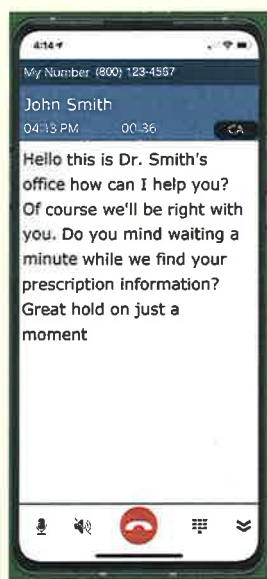 4:14
My Number (800) 123-4567
John Smith
04:13 PM 00:36 CA
Hello this is Dr. Smith's
office how can I help you?
Of course we'll be right with
you. Do you mind waiting a
minute while we find your
prescription information?
Great hold on just a
moment